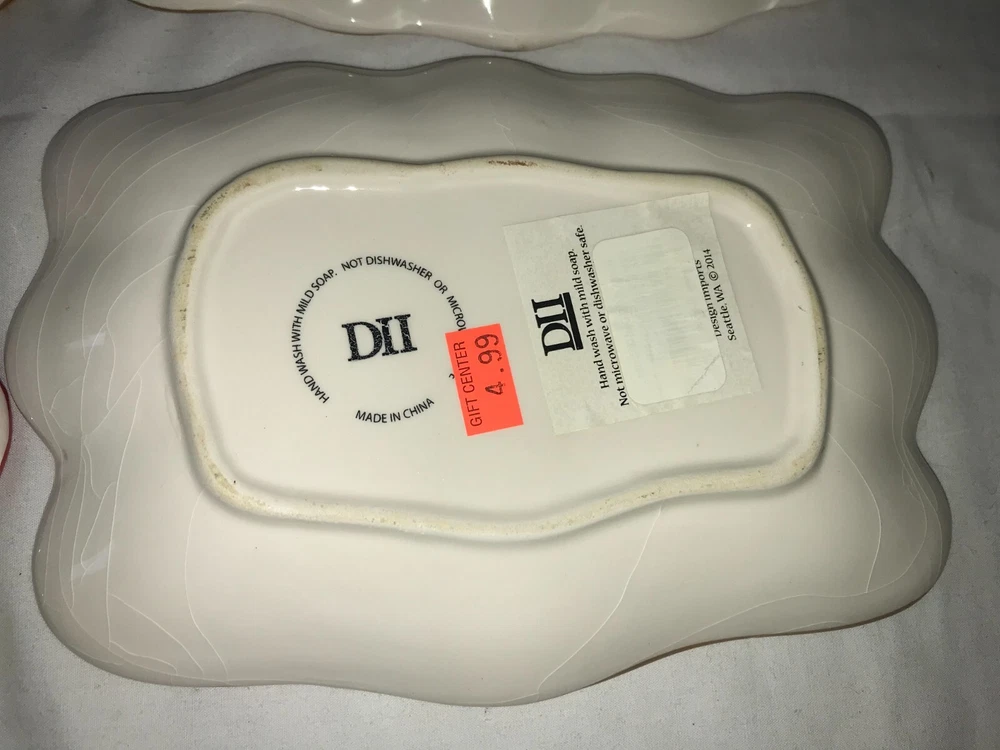 HAND WASH WITH MILD SOAP. NOT DISHWASHER OR
DII
MADE IN CHINA
GIFT CENTER
4.99
DII
Hand wash with mild soap.
Not microwave or dishwasher safe.
Design imports
Seattle, WA © 2014